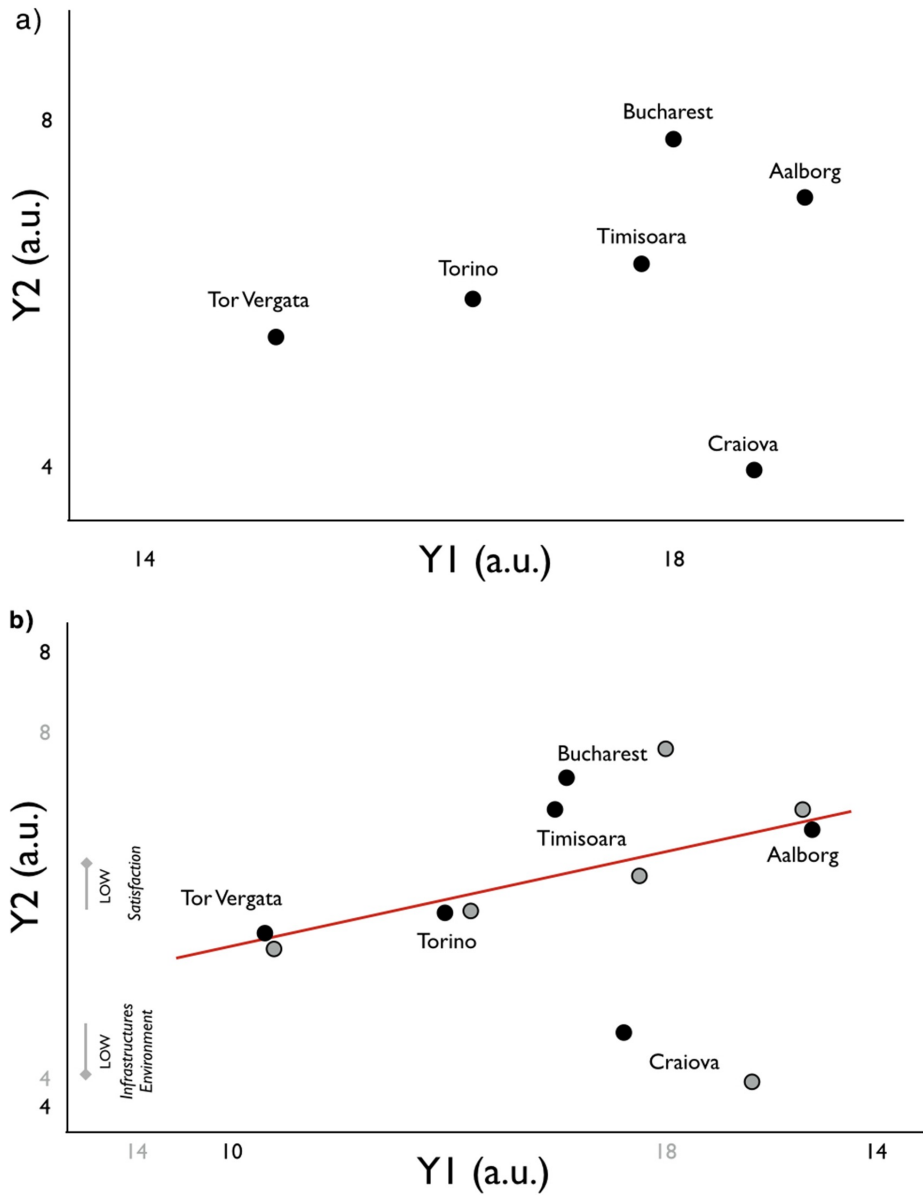 a)
8
Bucharest
Aalborg
Timisoara
Torino
Tor Vergata
Y2 (a.u.)
4
Craiova
14
18
Y1 (a.u.)
b)
8
8
Bucharest
Timisoara
Aalborg
Y2 (a.u.)
LOW
Satisfaction
Tor Vergata
Torino
LOW
Infrastructures
Environment
Craiova
4
4
14
10
18
14
Y1 (a.u.)